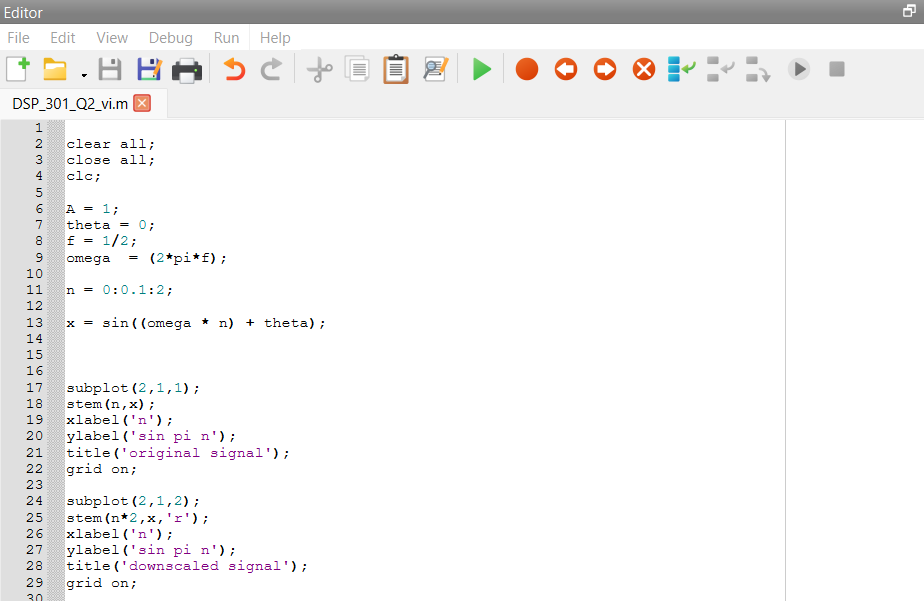 Editor
File Edit View Debug Run Help
DSP_301_Q2_vi.m
1
2 clear all;
3 close all;
4 clc;
5
6 A = 1;
7 theta = 0;
8 f = 1/2;
9 omega  = (2*pi*f);
10
11 n = 0:0.1:2;
12
13 x = sin((omega * n) + theta);
14
15
16
17 subplot(2,1,1);
18 stem(n,x);
19 xlabel('n');
20 ylabel('sin pi n');
21 title('original signal');
22 grid on;
23
24 subplot(2,1,2);
25 stem(n*2,x,'r');
26 xlabel('n');
27 ylabel('sin pi n');
28 title('downscaled signal');
29 grid on;
30